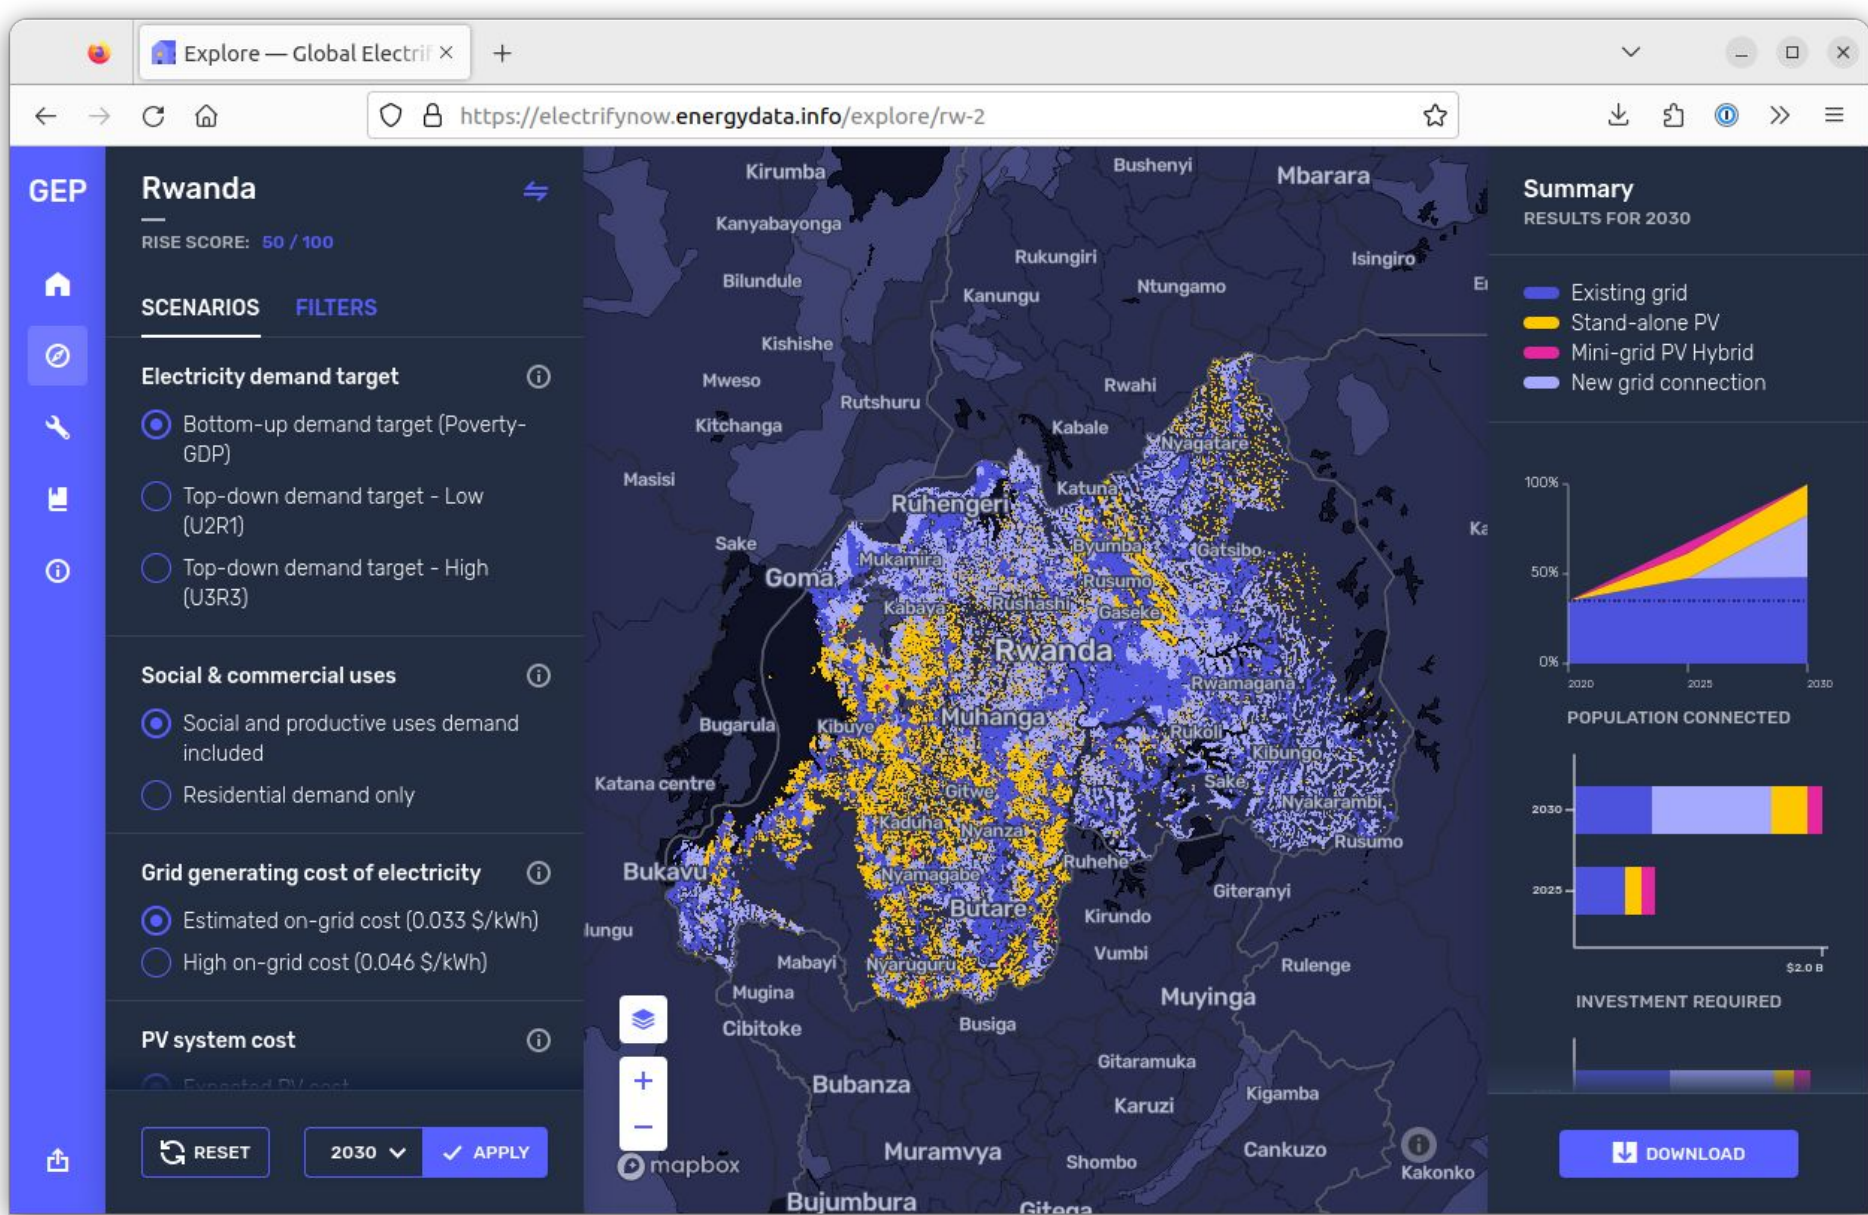 Explore — Global Electrif
https://electrifynow.energydata.info/explore/rw-2
GEP
Rwanda
RISE SCORE: 50 / 100
SCENARIOS
FILTERS
Electricity demand target
Bottom-up demand target (Poverty-
GDP)
Top-down demand target - Low
(U2R1)
Top-down demand target - High
(U3R3)
Social & commercial uses
Social and productive uses demand
included
Residential demand only
Grid generating cost of electricity
Estimated on-grid cost (0.033 $/kWh)
High on-grid cost (0.046 $/kWh)
PV system cost
Expected PV cost
RESET
2030
APPLY
Kirumba
Bushenyi
Mbarara
Kanyabayonga
Rukungiri
Isingiro
Bilundule
Kanungu
Ntungamo
Kishishe
Mweso
Rwahi
Rutshuru
Kitchanga
Kabale
Nyagatare
Masisi
Katuna
Ruhengeri
Sake
Byumba
Gatsibo
Mukamira
Goma
Rusumo
Kabaya
Rushashi
Gaseke
Rwanda
Rwamagana
Muhanga
Bugarula
Kibuye
Rukoli
Kibungo
Katana centre
Gitwe
Sake
Nyakarambi
Kaduha
Nyanza
Rusumo
Bukavu
Ruhehe
Nyamagabe
Giteranyi
Butare
Kirundo
lungu
Vumbi
Mabayi
Nyaruguru
Rulenge
Mugina
Muyinga
Cibitoke
Busiga
Gitaramuka
Bubanza
Kigamba
Karuzi
Muramvya
Shombo
Cankuzo
Kakonko
mapbox
Bujumbura
Gitega
Summary
RESULTS FOR 2030
Existing grid
Stand-alone PV
Mini-grid PV Hybrid
New grid connection
100%
50%
0%
2020
2025
2030
POPULATION CONNECTED
2030
2025
$2.0 B
INVESTMENT REQUIRED
DOWNLOAD